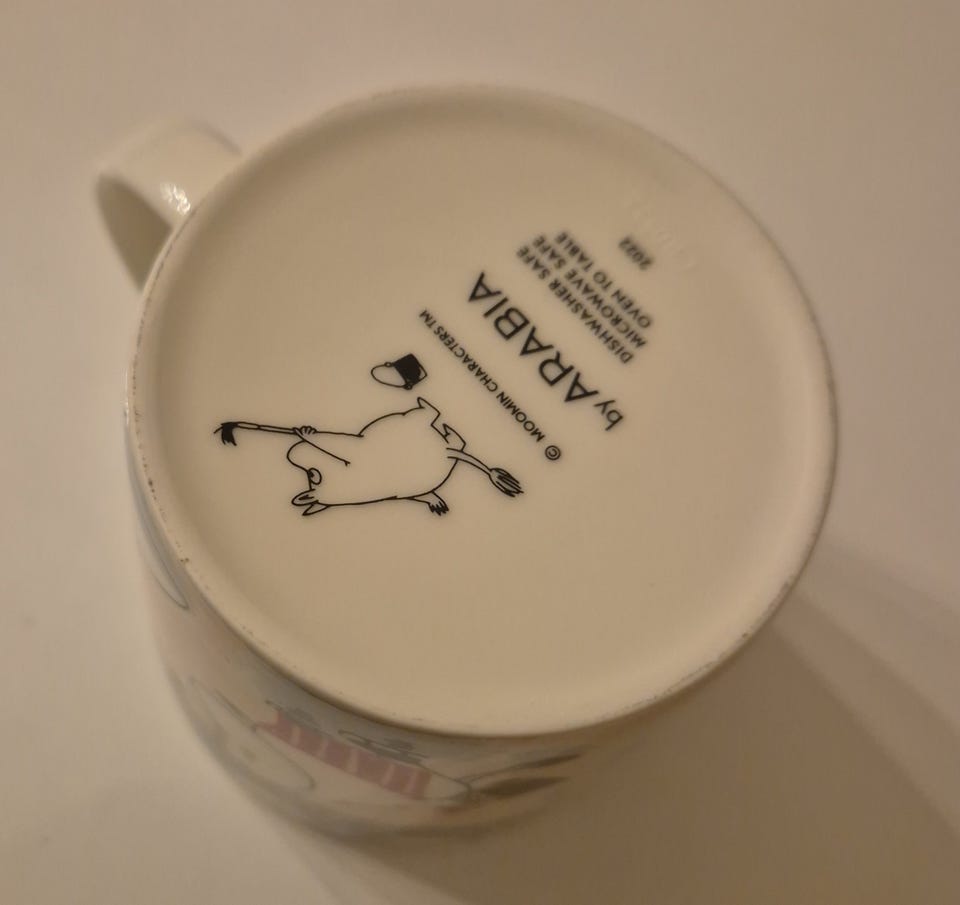 © MOOMIN CHARACTERS TM
by ARABIA
DISHWASHER SAFE
MICROWAVE SAFE
OVEN TO TABLE
2022